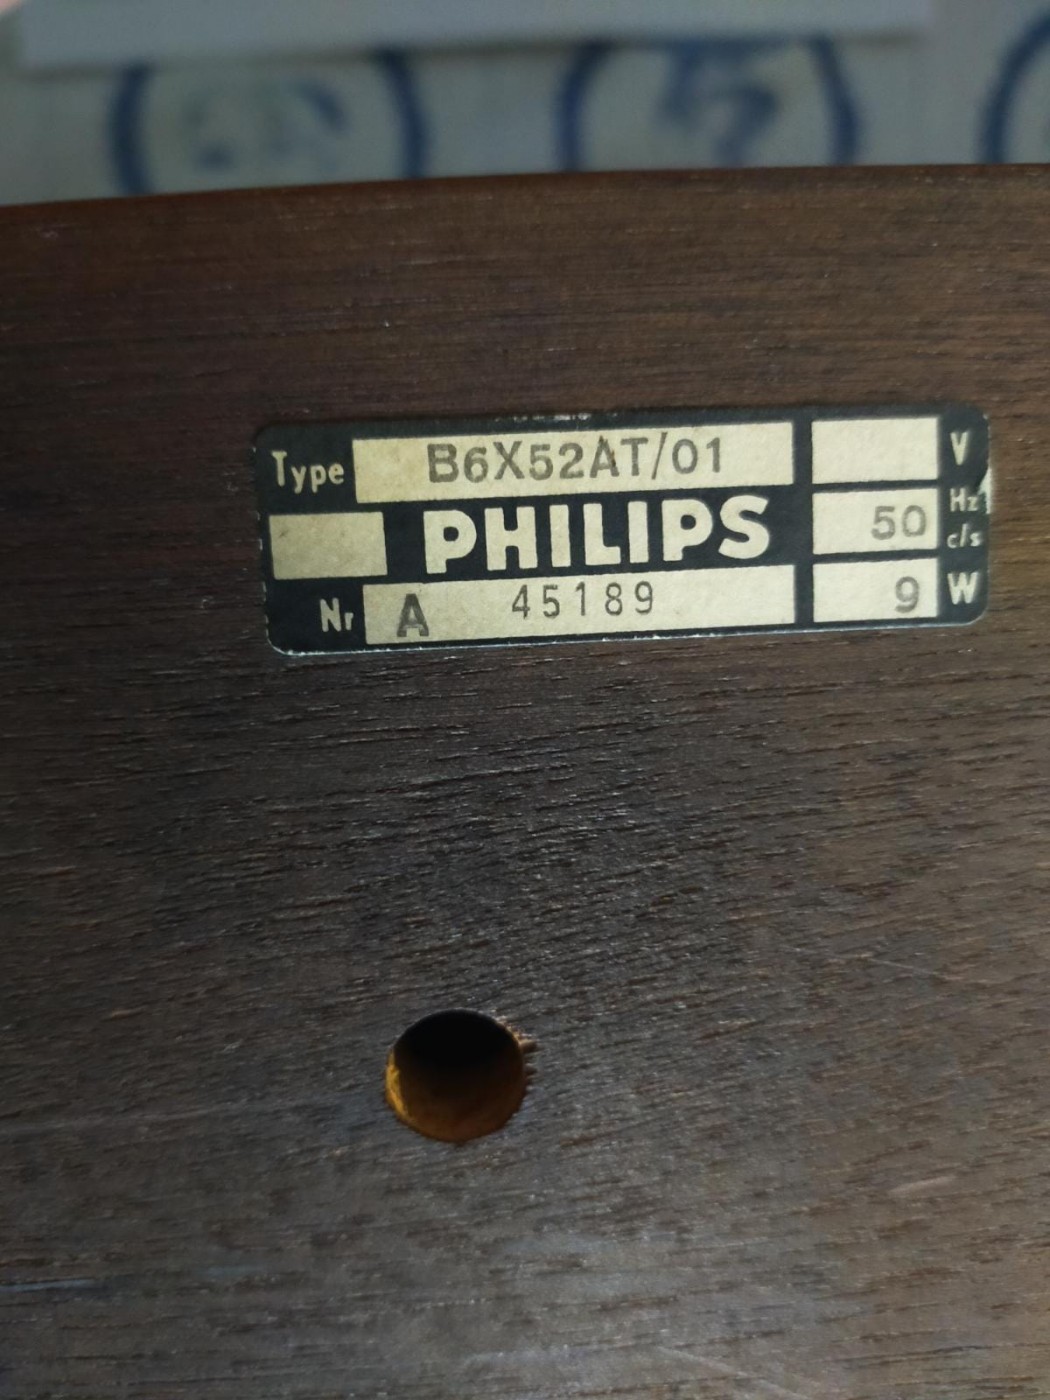 Type B6X52AT/01 V
PHILIPS 50 Hz c/s
Nr A 45189 9 W